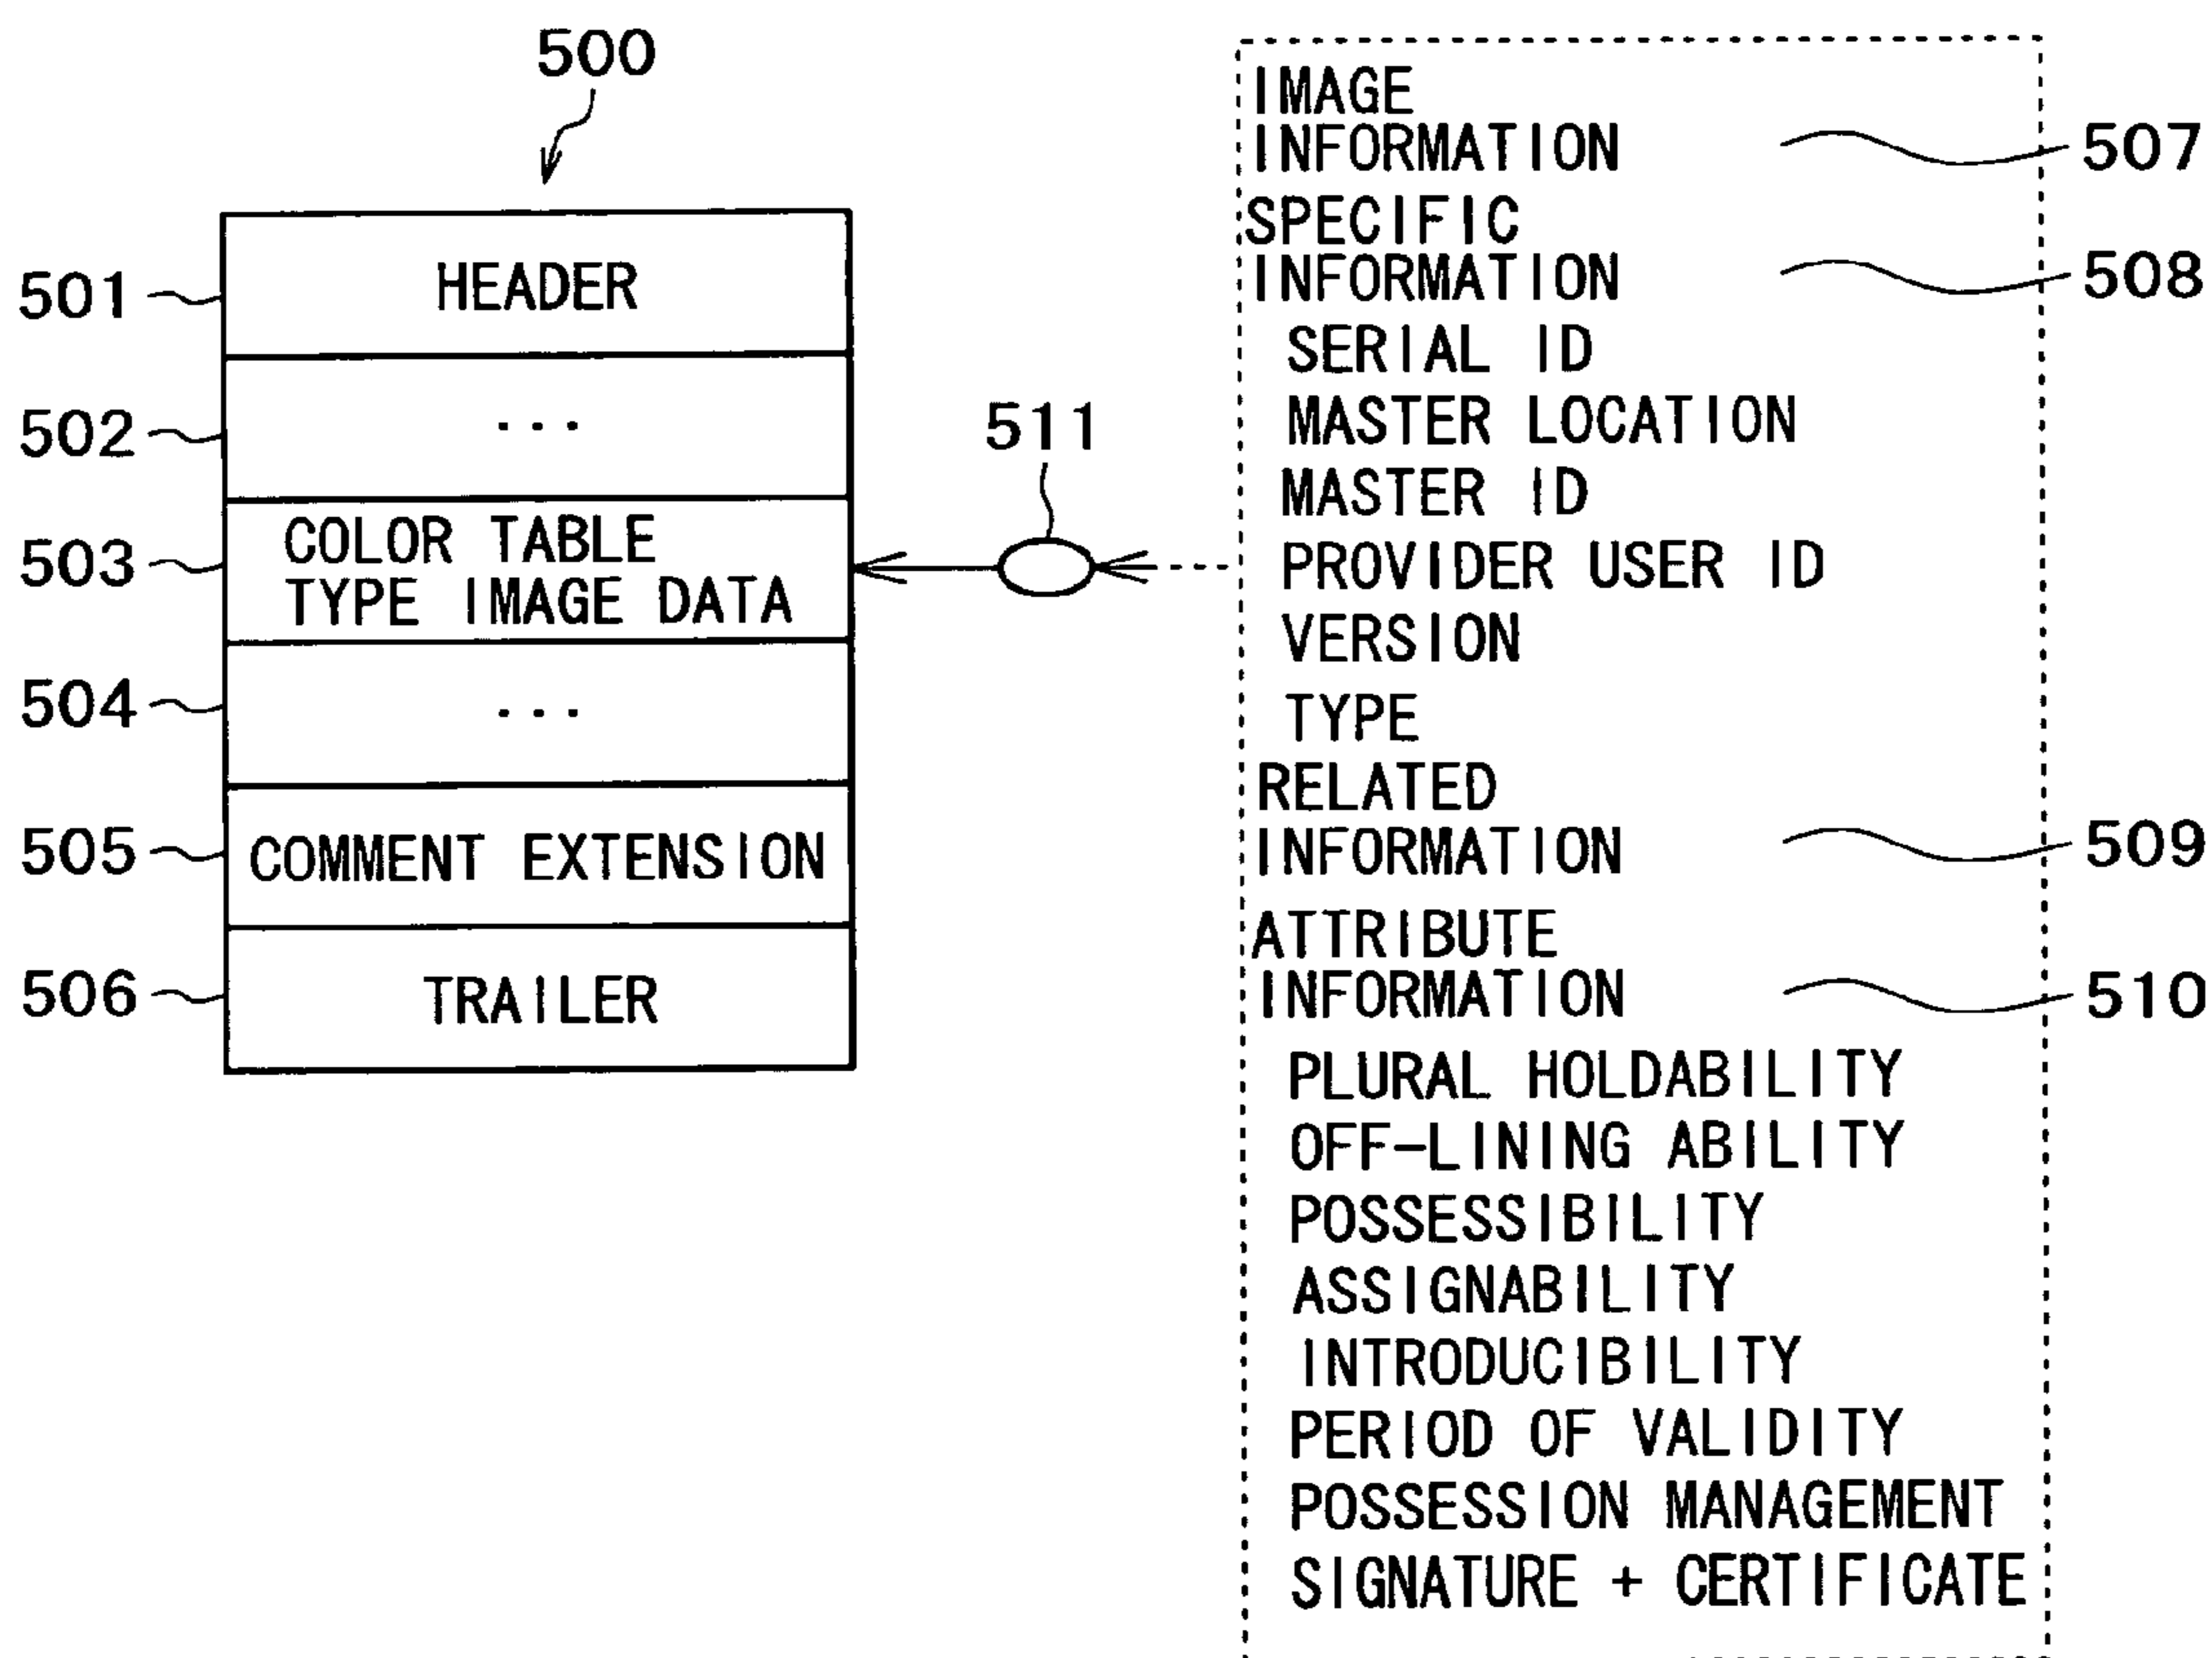 500
501
HEADER
502
...
503
COLOR TABLE
TYPE IMAGE DATA
504
...
505
COMMENT EXTENSION
506
TRAILER
511
IMAGE
INFORMATION
507
SPECIFIC
INFORMATION
508
SERIAL ID
MASTER LOCATION
MASTER ID
PROVIDER USER ID
VERSION
TYPE
RELATED
INFORMATION
509
ATTRIBUTE
INFORMATION
510
PLURAL HOLDABILITY
OFF-LINING ABILITY
POSSESSIBILITY
ASSIGNABILITY
INTRODUCIBILITY
PERIOD OF VALIDITY
POSSESSION MANAGEMENT
SIGNATURE + CERTIFICATE